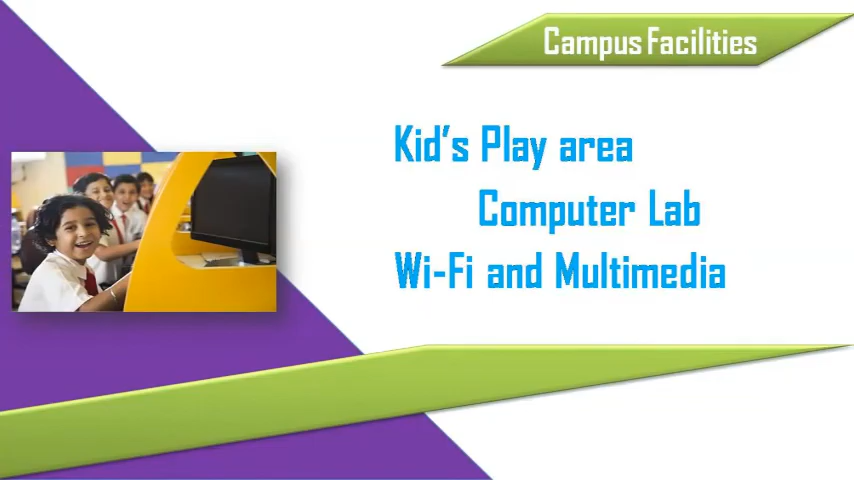 Campus Facilities
Kid's Play area
Computer Lab
Wi-Fi and Multimedia